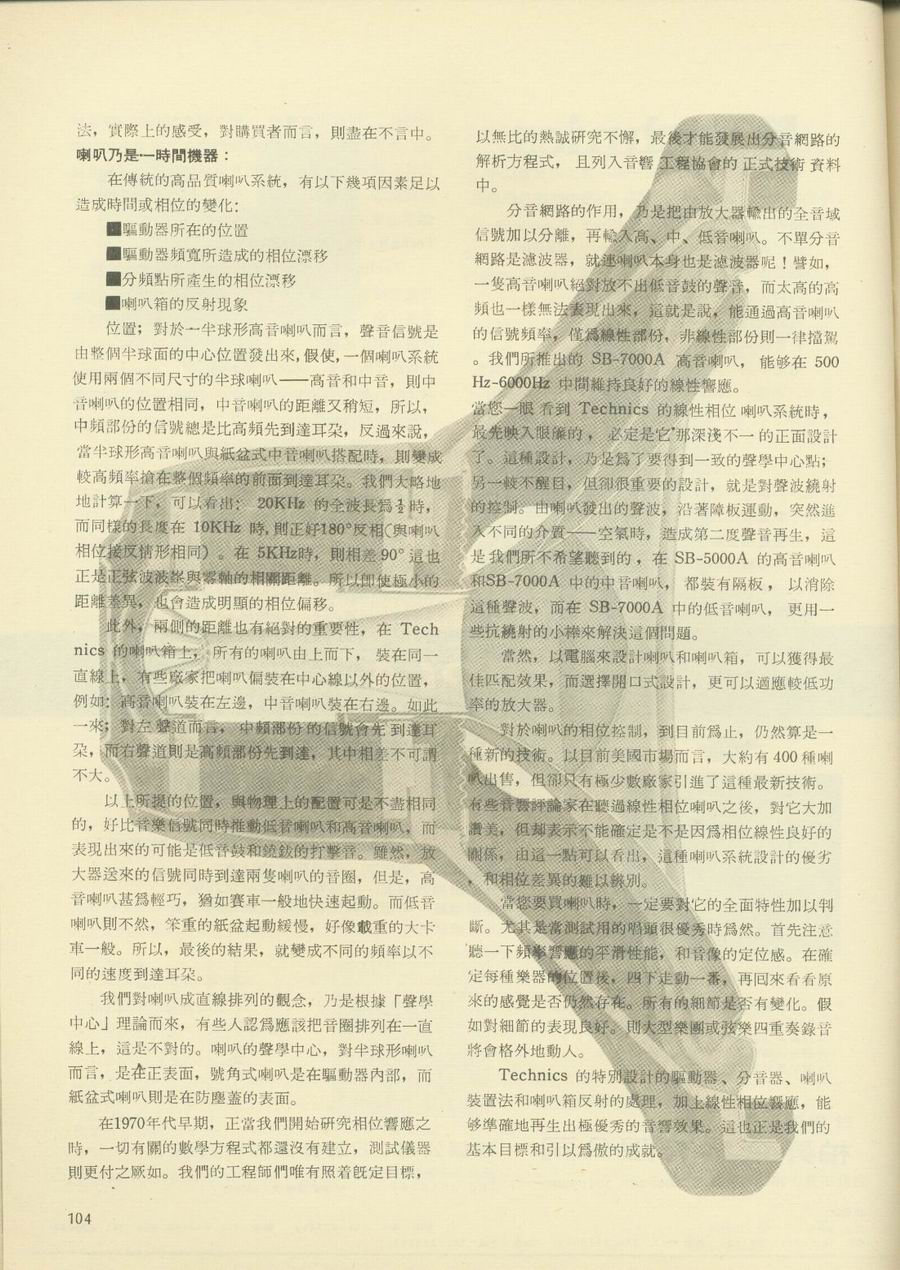 法，實際上的感受，對購買者而言，則盡在不言中。
喇叭乃是一時間機器：
在傳統的高品質喇叭系統，有以下幾項因素足以
造成時間或相位的變化：
■驅動器所在的位置
■驅動器頻寬所造成的相位漂移
■分頻點所產生的相位漂移
■喇叭箱的反射現象
位置；對於一半球形高音喇叭而言，聲音信號是
由整個半球面的中心位置發出來，假使，一個喇叭系統
使用兩個不同尺寸的半球喇叭——高音和中音，則中
音喇叭的位置相同，中音喇叭的距離又稍短，所以，
中頻部份的信號總是比高頻先到達耳朶，反過來說，
當半球形高音喇叭與紙盆式中音喇叭搭配時，則變成
較高頻率搶在整個頻率的前面到達耳朶。我們大略地
地計算一下，可以看出： 20KHz 的全波長爲½時，
而同樣的長度在 10KHz 時，則正好180°反相(與喇叭
相位接反情形相同) 。在 5KHz時，則相差 90° 這也
正是正弦波波峯與零軸的相關距離。所以即使極小的
距離差異，也會造成明顯的相位偏移。
此外，兩側的距離也有絕對的重要性，在 Tech
nics 的喇叭箱上，所有的喇叭由上而下， 裝在同一
直線上，有些廠家把喇叭偏裝在中心線以外的位置，
例如：高音喇叭裝在左邊，中音喇叭裝在右邊。如此
一來；對左聲道而言，中頻部份的信號會先到達耳
朶，而右聲道則是高頻部份先到達，其中相差不可謂
不大。
以上所提的位置，與物理上的配置可是不盡相同
的，好比音樂信號同時推動低音喇叭和高音喇叭，而
表現出來的可能是低音鼓和鐃鈸的打擊音。雖然，放
大器送來的信號同時到達兩隻喇叭的音圈，但是，高
音喇叭甚爲輕巧，猶如賽車一般地快速起動。而低音
喇叭則不然，笨重的紙盆起動緩慢，好像載重的大卡
車一般。所以，最後的結果，就變成不同的頻率以不
同的速度到達耳朶。
我們對喇叭成直線排列的觀念，乃是根據「聲學
中心」理論而來，有些人認爲應該把音圈排列在一直
線上，這是不對的。喇叭的聲學中心，對半球形喇叭
而言，是在正表面，號角式喇叭是在驅動器內部，而
紙盆式喇叭則是在防塵蓋的表面。
在1970年代早期，正當我們開始研究相位響應之
時，一切有關的數學方程式都還沒有建立，測試儀器
則更付之厥如。我們的工程師們唯有照着旣定目標，
以無比的熱誠研究不懈，最後才能發展出分音網路的
解析方程式， 且列入音響工程協會的正式技術資料
中。
分音網路的作用，乃是把由放大器輸出的全音域
信號加以分離，再輸入高、中、低音喇叭。不單分音
網路是濾波器，就連喇叭本身也是濾波器呢！譬如，
一隻高音喇叭絕對放不出低音鼓的聲音，而太高的高
頻也一樣無法表現出來，這就是說，能通過高音喇叭
的信號頻率，僅爲線性部份，非線性部份則一律擋駕
。我們所推出的 SB-7000A 高音喇叭， 能够在 500
Hz-6000Hz 中間維持良好的線性響應。
當您一眼看到 Technics 的線性相位喇叭系統時，
最先映入眼簾的，必定是它那深淺不一的正面設計
了。這種設計，乃是爲了要得到一致的聲學中心點；
另一較不醒目，但卻很重要的設計，就是對聲波繞射
的控制。由喇叭發出的聲波，沿著障板運動，突然進
入不同的介質——空氣時，造成第二度聲音再生，這
是我們所不希望聽到的，在 SB-5000A 的高音喇叭
和SB-7000A 中的中音喇叭， 都裝有隔板， 以消除
這種聲波，而在 SB-7000A 中的低音喇叭， 更用一
些抗繞射的小棒來解決這個問題。
當然，以電腦來設計喇叭和喇叭箱，可以獲得最
佳匹配效果，而選擇開口式設計，更可以適應較低功
率的放大器。
對於喇叭的相位控制，到目前爲止，仍然算是一
種新的技術。以目前美國市場而言，大約有 400 種喇
叭出售，但卻只有極少數廠家引進了這種最新技術。
有些音響評論家在聽過線性相位喇叭之後，對它大加
讚美，但却表示不能確定是不是因爲相位線性良好的
關係，由這一點可以看出，這種喇叭系統設計的優劣
，和相位差異的難以辨別。
當您要買喇叭時，一定要對它的全面特性加以判
斷。尤其是當測試用的唱頭很優秀時爲然。首先注意
聽一下頻率響應的平滑性能，和音像的定位感。在確
定每種樂器的位置後，四下走動一番，再回來看看原
來的感覺是否仍然存在。所有的細節是否有變化。假
如對細節的表現良好。則大型樂團或弦樂四重奏錄音
將會格外地動人。
Technics 的特別設計的驅動器、分音器、喇叭
裝置法和喇叭箱反射的處理，加上線性相位響應，能
够準確地再生出極優秀的音響效果。這也正是我們的
基本目標和引以爲傲的成就。
104